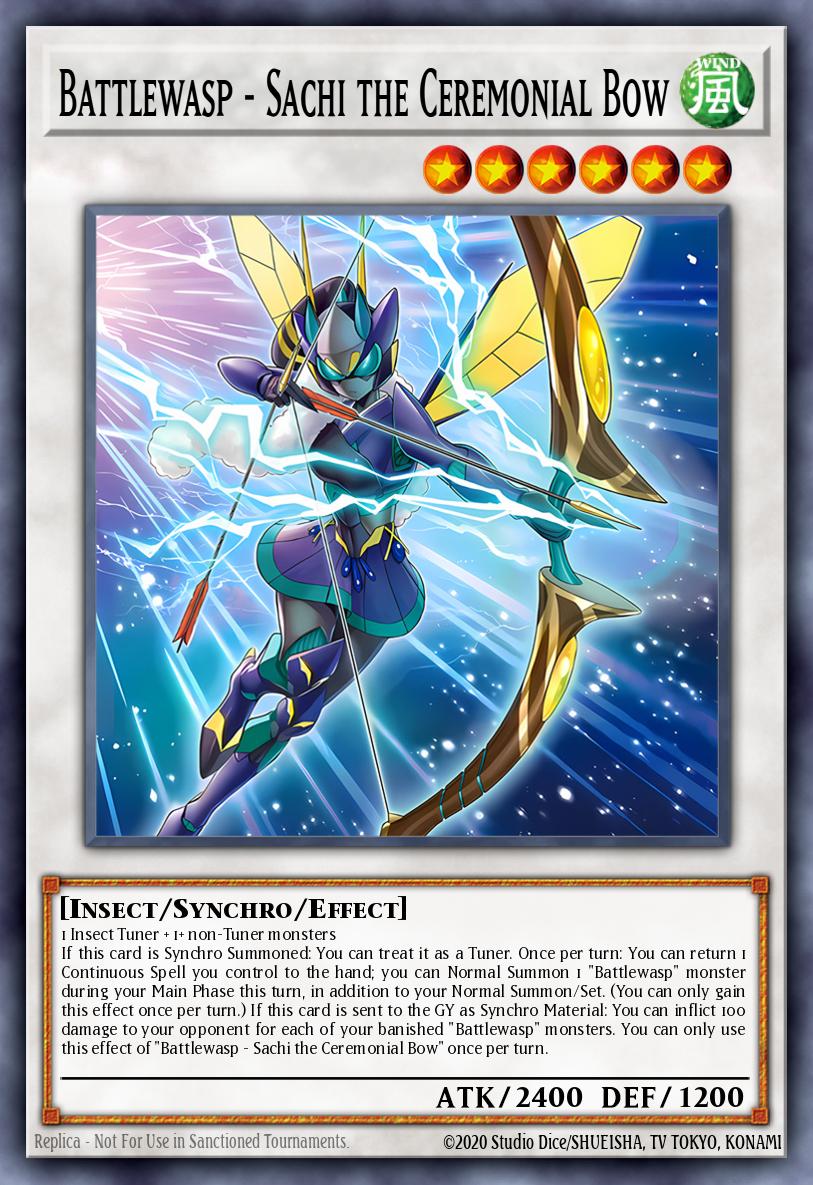 Battlewasp - Sachi the Ceremonial Bow
WIND
風
[Insect/Synchro/Effect]
1 Insect Tuner + 1+ non-Tuner monsters
If this card is Synchro Summoned: You can treat it as a Tuner. Once per turn: You can return 1
Continuous Spell you control to the hand; you can Normal Summon 1 "Battlewasp" monster
during your Main Phase this turn, in addition to your Normal Summon/Set. (You can only gain
this effect once per turn.) If this card is sent to the GY as Synchro Material: You can inflict 100
damage to your opponent for each of your banished "Battlewasp" monsters. You can only use
this effect of "Battlewasp - Sachi the Ceremonial Bow" once per turn.
ATK/2400 DEF/1200
Replica - Not For Use in Sanctioned Tournaments.
©2020 Studio Dice/SHUEISHA, TV TOKYO, KONAMI